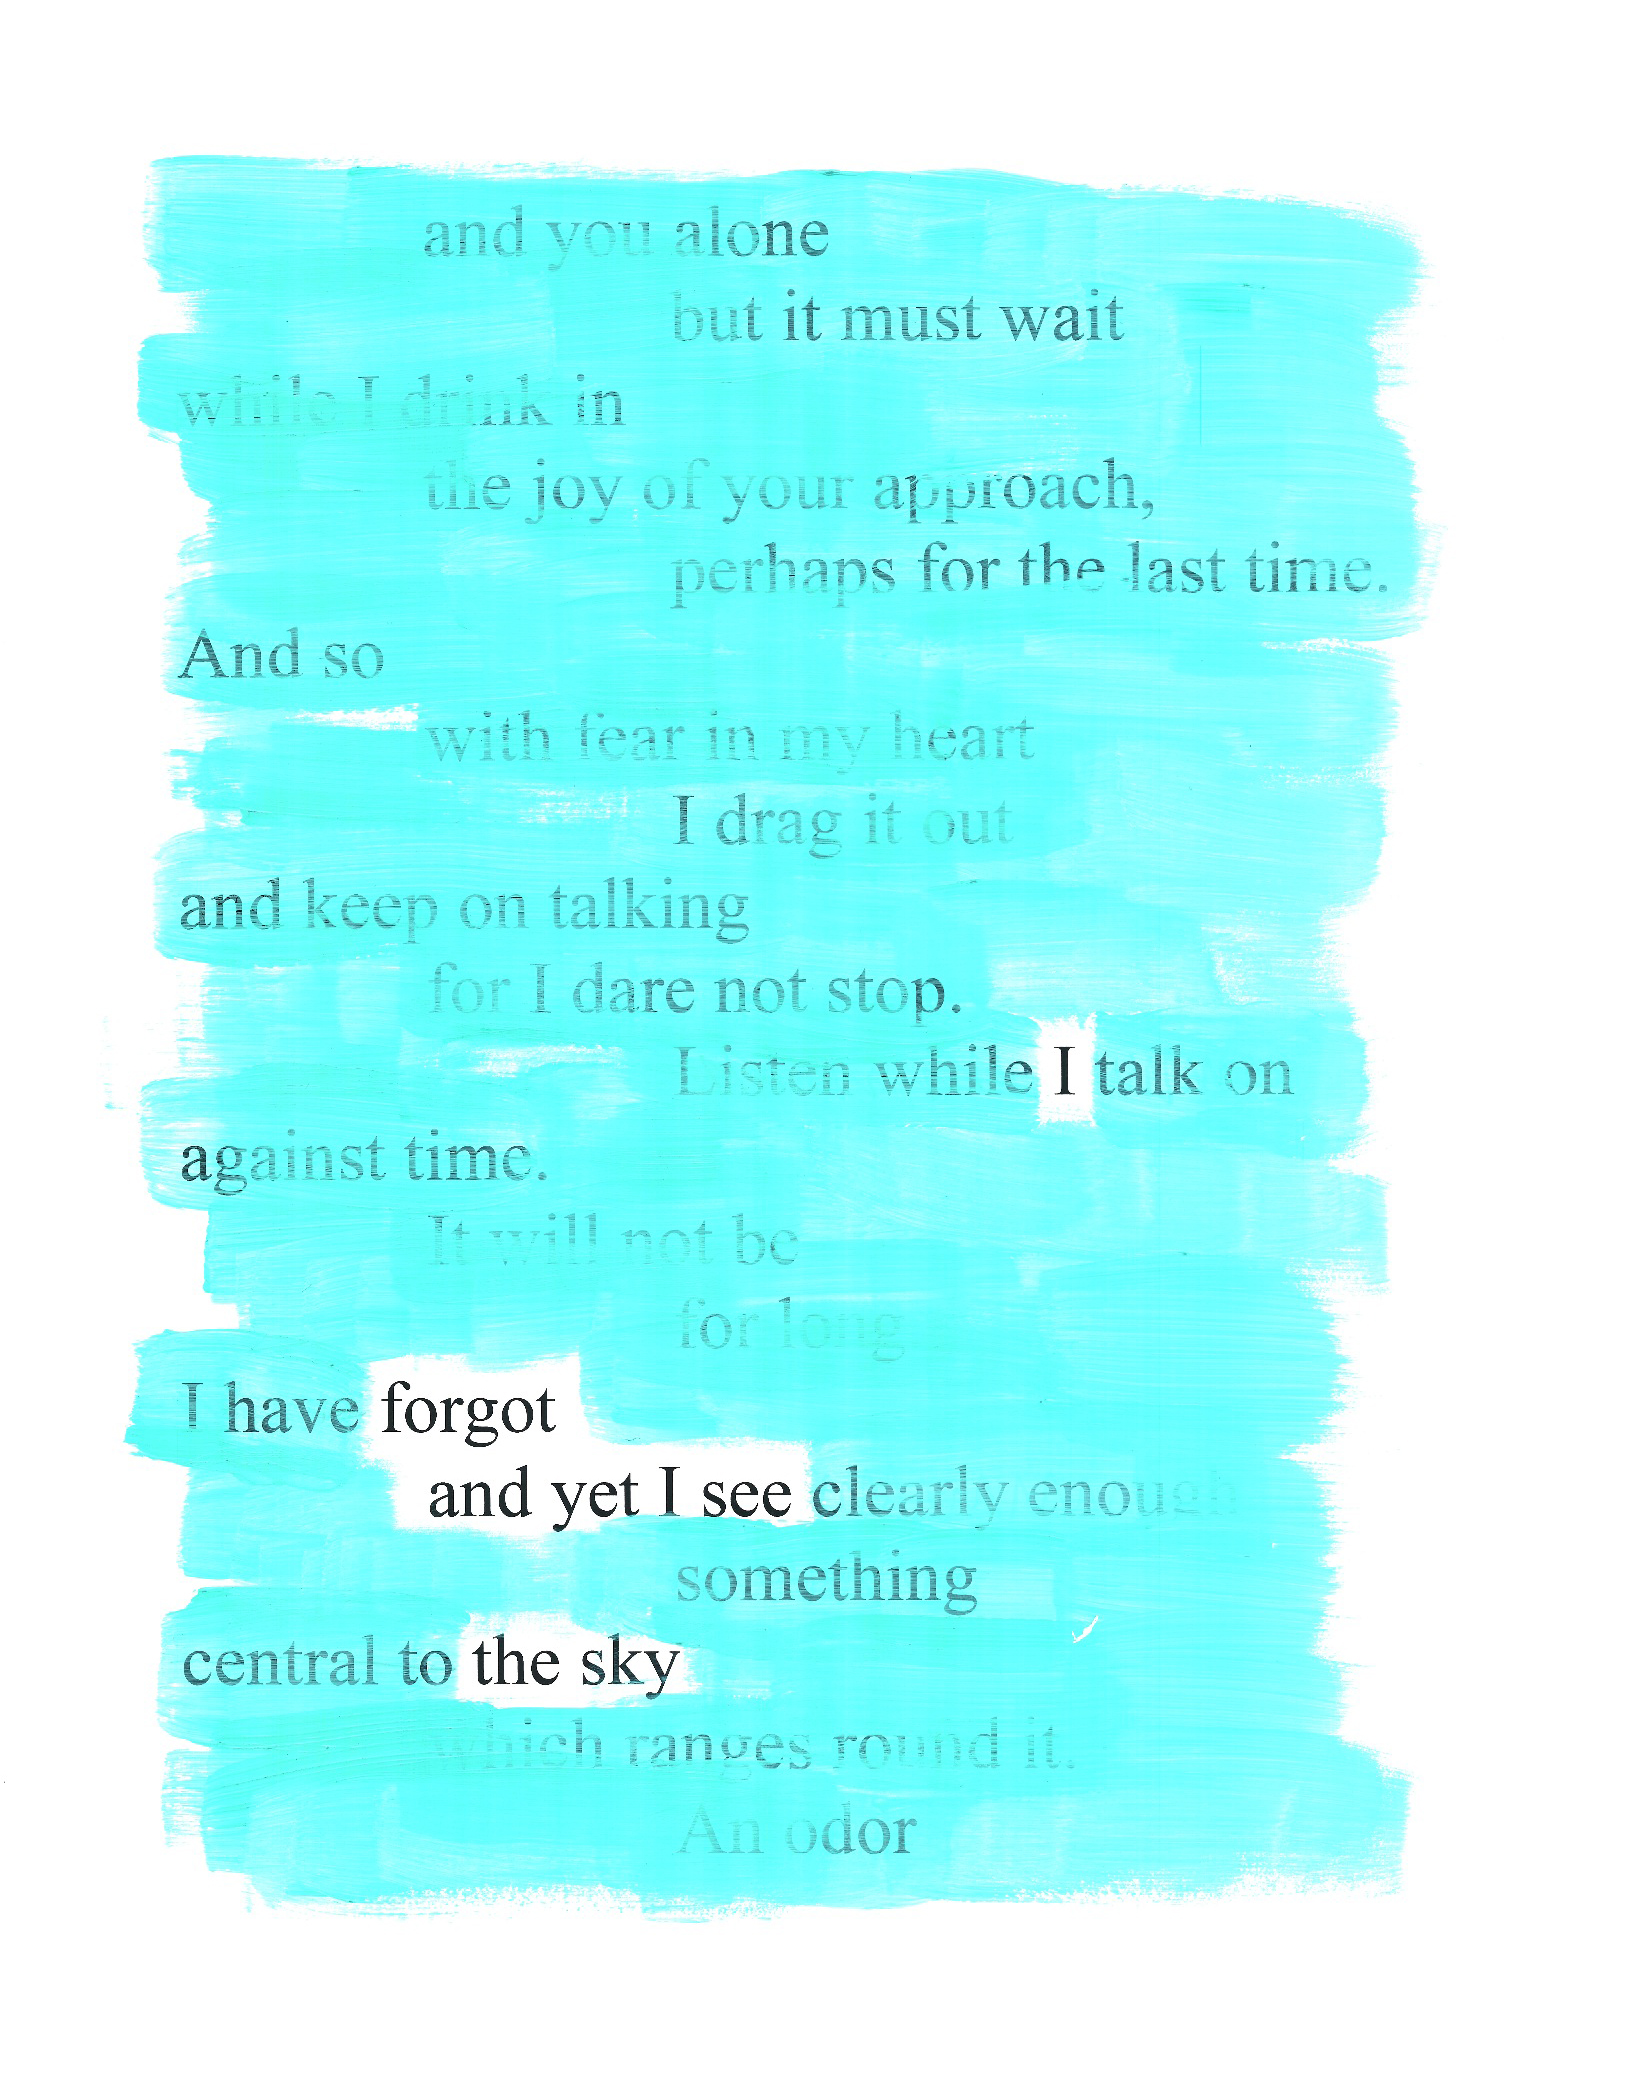 and you alone
but it must wait
while I drink in
the joy of your approach,
perhaps for the last time.
And so
with fear in my heart
I drag it out
and keep on talking
for I dare not stop.
Listen while I talk on
against time.
It will not be
for long
I have forgot
and yet I see clearly enough
something
central to the sky
which ranges round it.
An odor